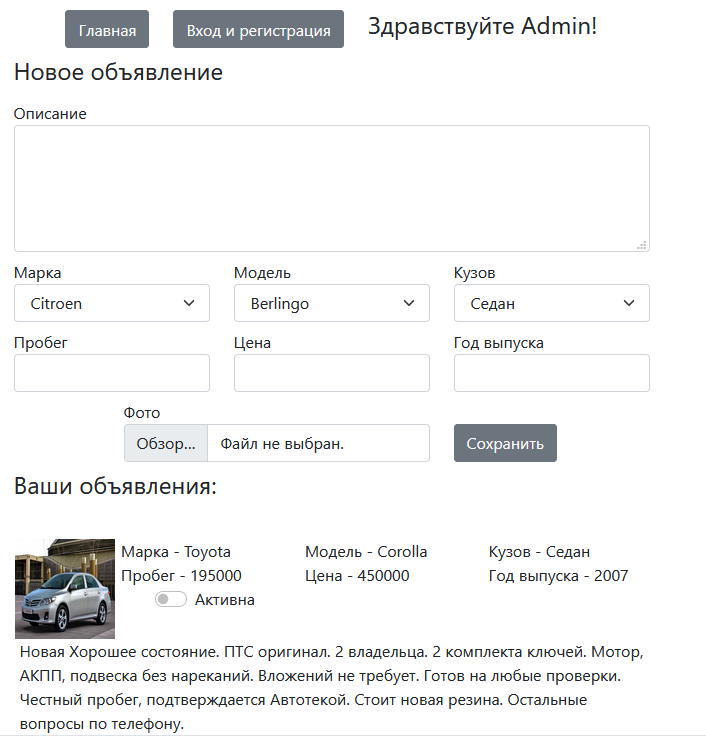 Главная Вход и регистрация Здравствуйте Admin!
Новое объявление
Описание
Марка Модель Кузов
Citroen Berlingo Седан
Пробег Цена Год выпуска
Фото
Обзор... Файл не выбран. Сохранить
Ваши объявления:
Марка - Toyota Модель - Corolla Кузов - Седан
Пробег - 195000 Цена - 450000 Год выпуска - 2007
Активна
Новая Хорошее состояние. ПТС оригинал. 2 владельца. 2 комплекта ключей. Мотор,
АКПП, подвеска без нареканий. Вложений не требует. Готов на любые проверки.
Честный пробег, подтверждается Автотекой. Стоит новая резина. Остальные
вопросы по телефону.